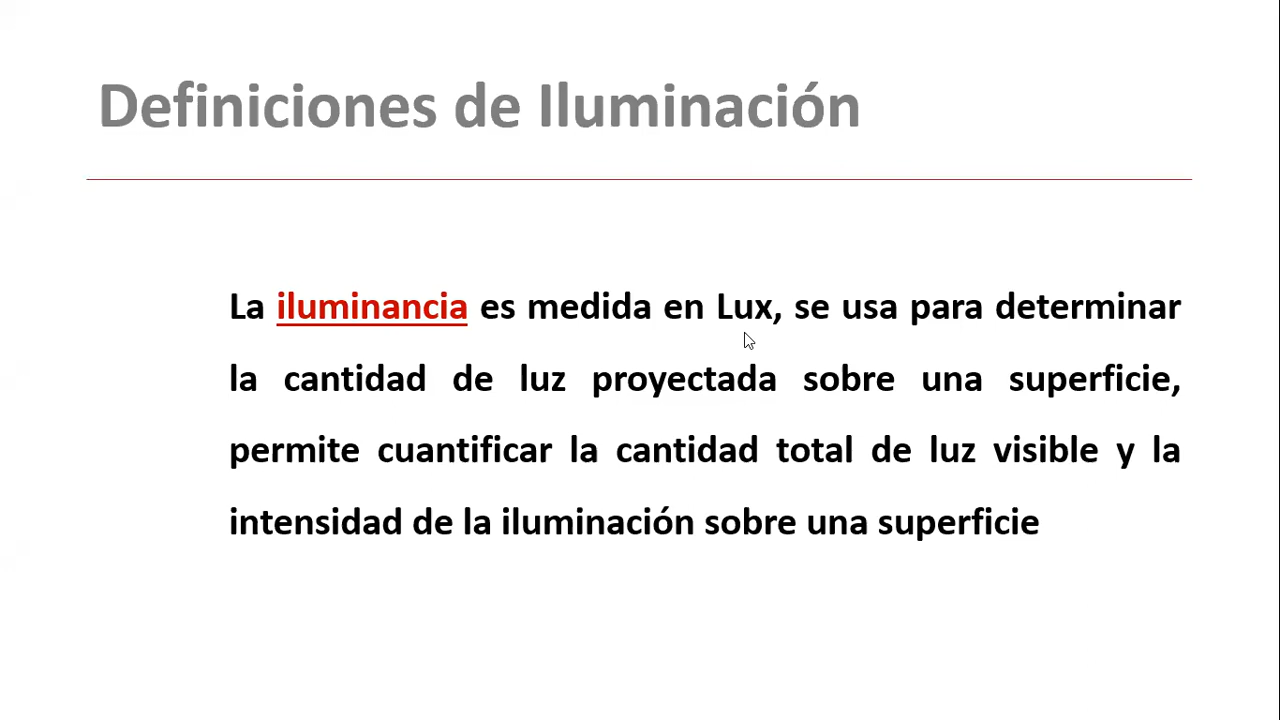 Definiciones de Iluminación
La iluminancia es medida en Lux, se usa para determinar
la cantidad de luz proyectada sobre una superficie,
permite cuantificar la cantidad total de luz visible y la
intensidad de la iluminación sobre una superficie